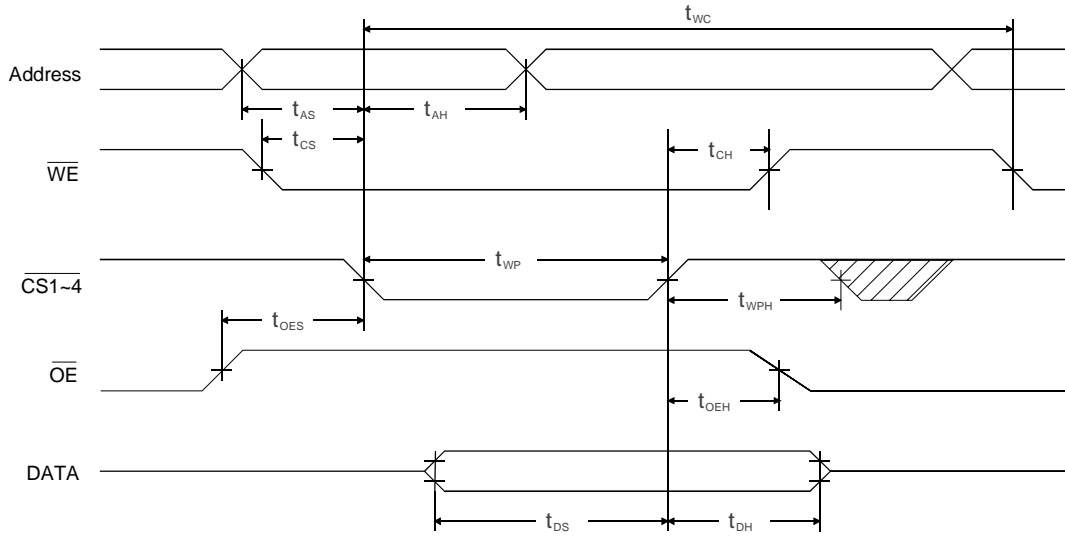 tWC
Address
tAS
tAH
tCS
tCH
WE
tWP
CS1~4
tWPH
tOES
OE
tOEH
DATA
tDS
tDH